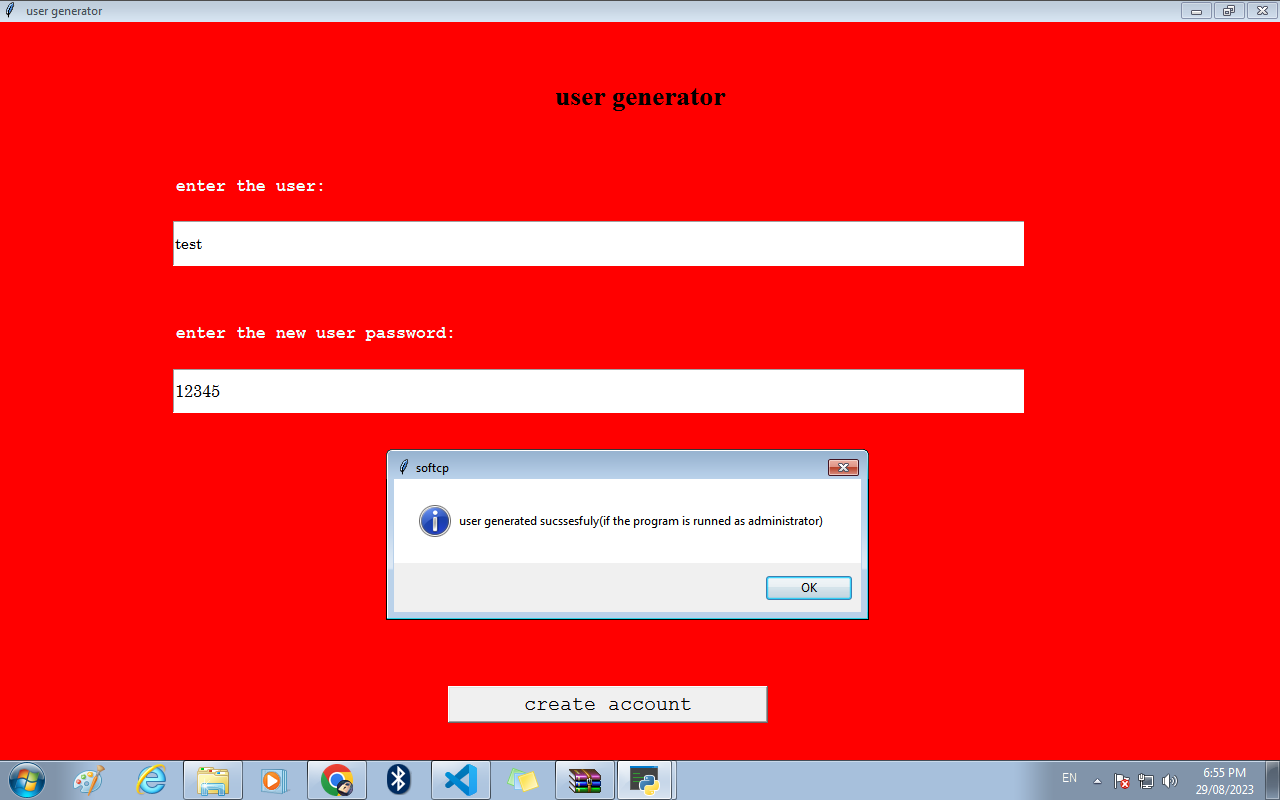 user generator
user generator
enter the user:
test
enter the new user password:
12345
softcp
user generated sucssesfuly(if the program is runned as administrator)
OK
create account
EN
6:55 PM
29/08/2023